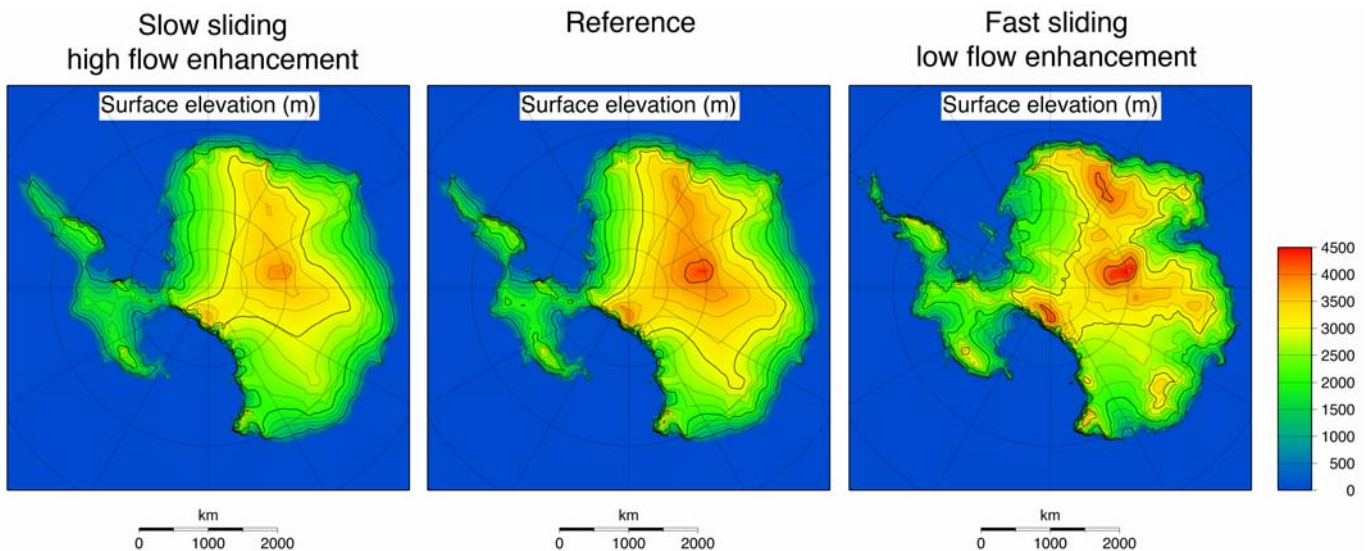 Slow sliding
high flow enhancement
Reference
Fast sliding
low flow enhancement
Surface elevation (m)
Surface elevation (m)
Surface elevation (m)
4500
4000
3500
3000
2500
2000
1500
1000
500
0
km
0 1000 2000
km
0 1000 2000
km
0 1000 2000